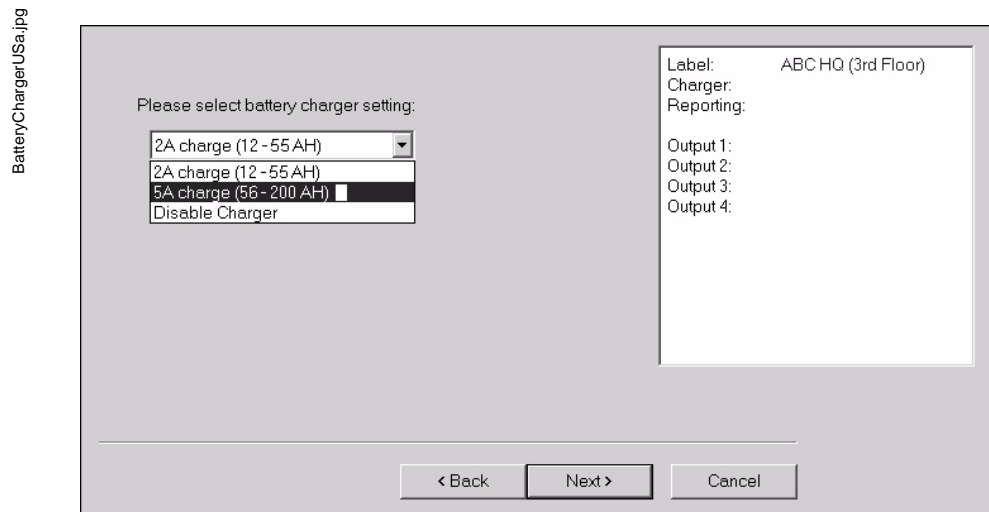 BatteryChargerUSa.jpg
Please select battery charger setting:
2A charge (12 - 55 AH)
2A charge (12 - 55 AH)
5A charge (56 - 200 AH)
Disable Charger
Label: ABC HQ (3rd Floor)
Charger:
Reporting:
Output 1:
Output 2:
Output 3:
Output 4:
< Back
Next >
Cancel